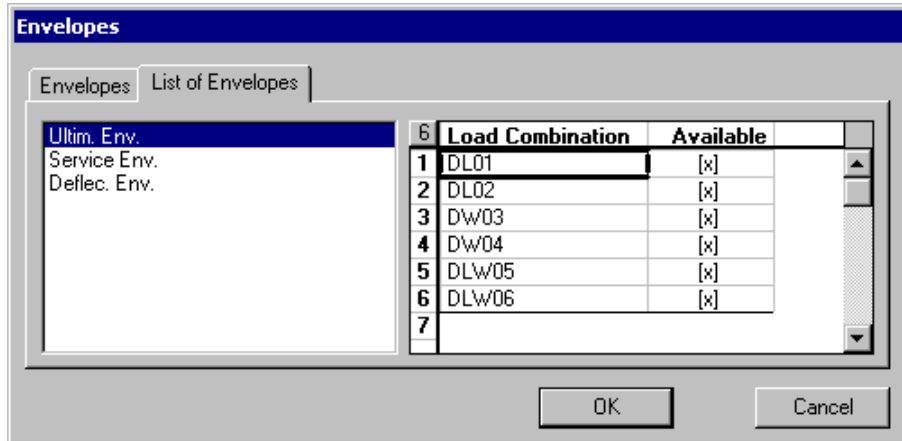 Envelopes
Envelopes List of Envelopes
Ultim. Env.
Service Env.
Deflec. Env.
6 Load Combination Available
1 DL01 [x]
2 DL02 [x]
3 DW03 [x]
4 DW04 [x]
5 DLW05 [x]
6 DLW06 [x]
7
OK Cancel